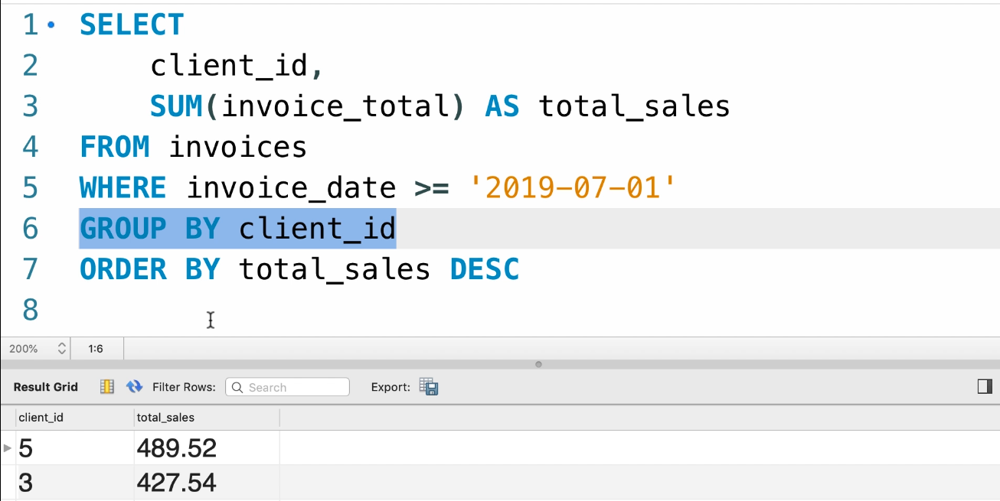 1 SELECT
2 client_id,
3 SUM(invoice_total) AS total_sales
4 FROM invoices
5 WHERE invoice_date >= '2019-07-01'
6 GROUP BY client_id
7 ORDER BY total_sales DESC
8
200% 1:6
Result Grid Filter Rows: Search Export:
client_id total_sales
5 489.52
3 427.54